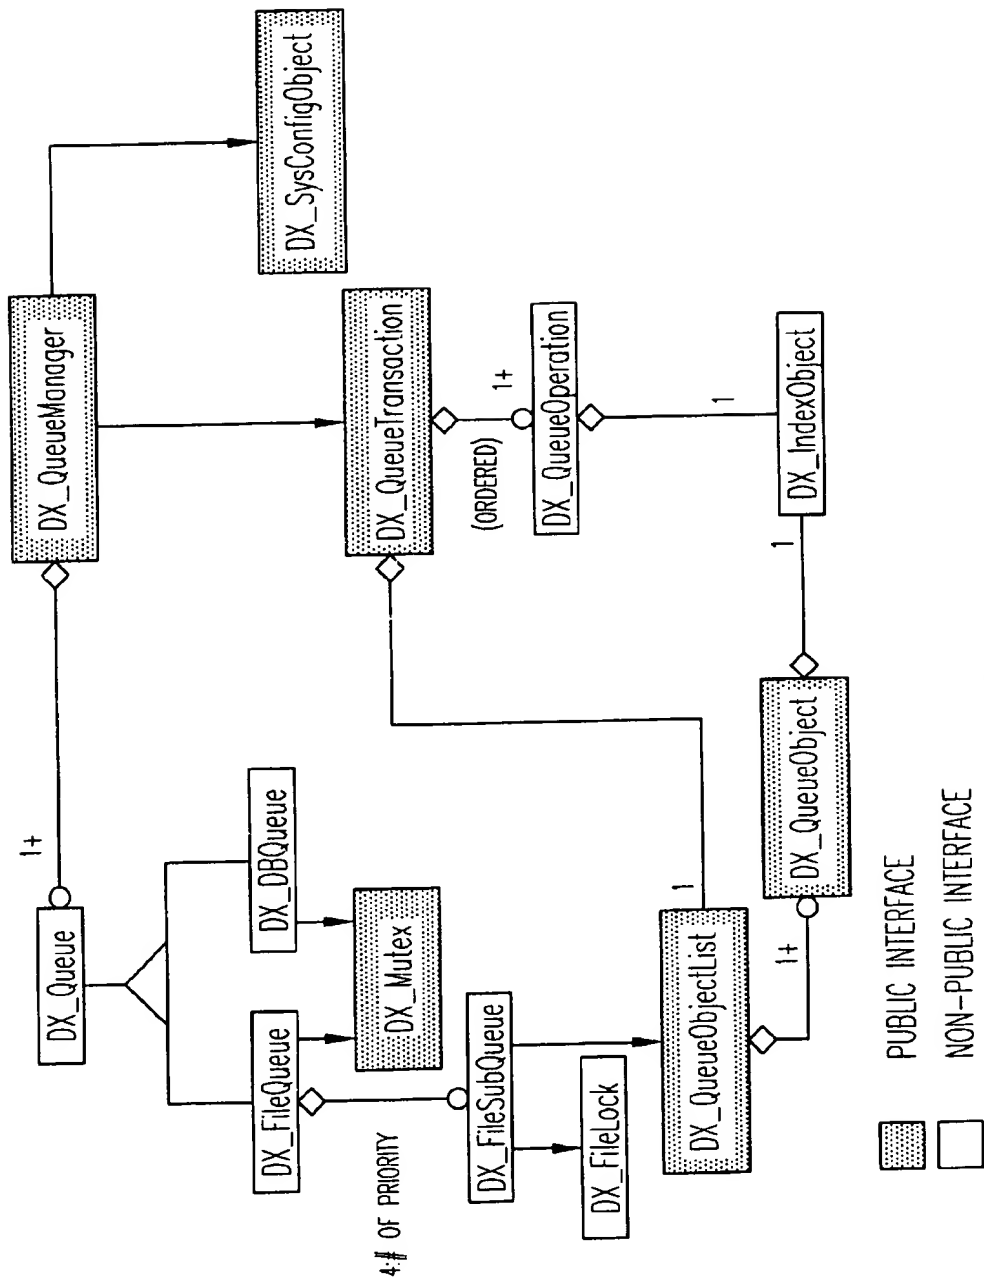 DX_Queue
1+
DX_QueueManager
DX_SysConfigObject
DX_FileQueue
DX_DBQueue
DX_Mutex
4:# OF PRIORITY
DX_FileSubQueue
DX_FileLock
DX_QueueTransaction
(ORDERED)
1+
DX_QueueOperation
1
DX_QueueObjectList
1
1+
DX_QueueObject
1
DX_IndexObject
PUBLIC INTERFACE
NON-PUBLIC INTERFACE